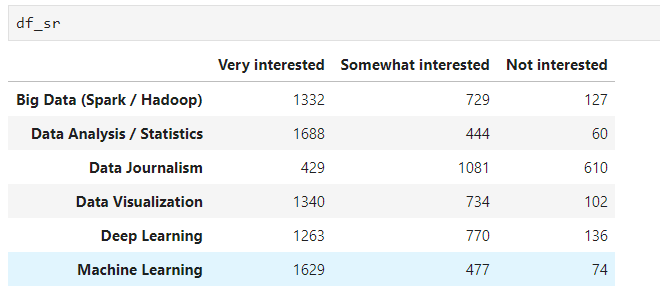 df_sr
Very interested Somewhat interested Not interested
Big Data (Spark / Hadoop) 1332 729 127
Data Analysis / Statistics 1688 444 60
Data Journalism 429 1081 610
Data Visualization 1340 734 102
Deep Learning 1263 770 136
Machine Learning 1629 477 74